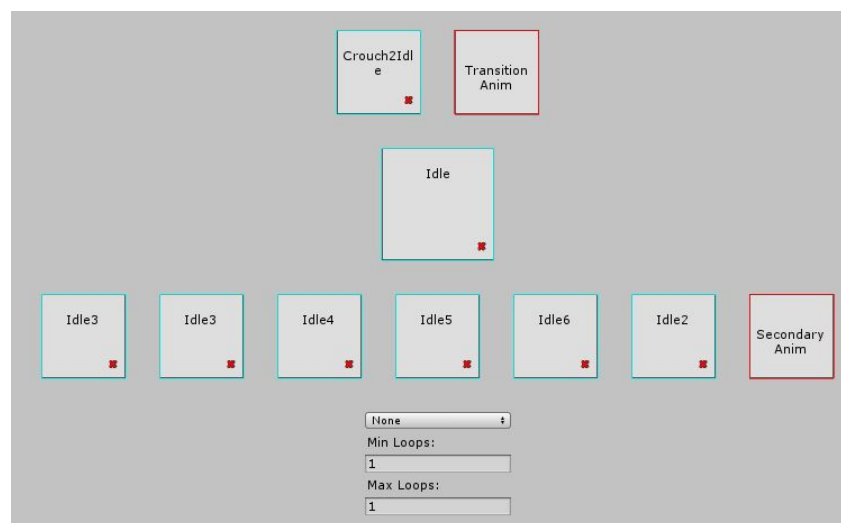 Crouch2Idl
e
Transition
Anim
Idle
Idle3
Idle3
Idle4
Idle5
Idle6
Idle2
Secondary
Anim
None
Min Loops:
1
Max Loops:
1